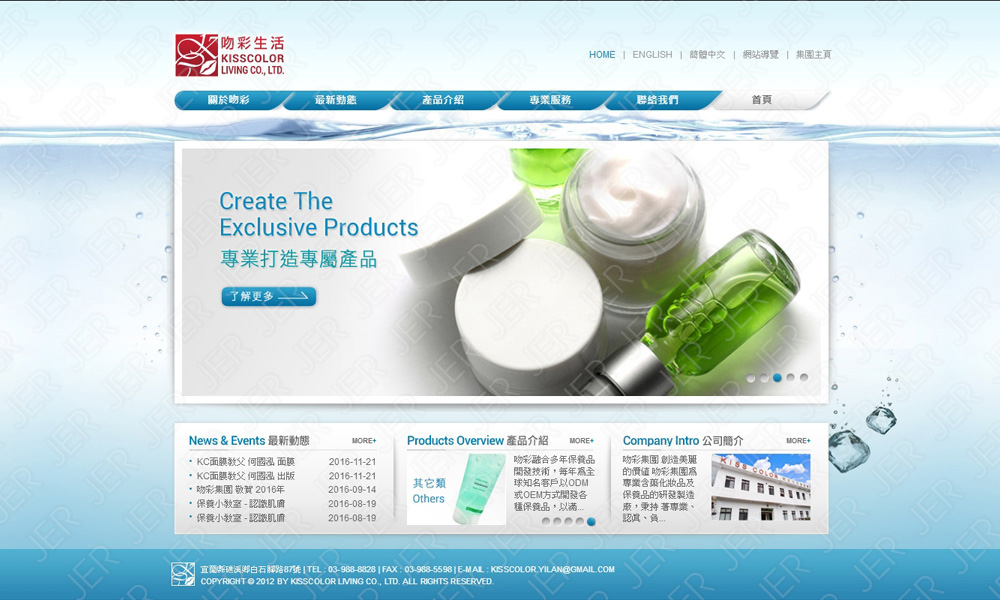 吻彩生活
KISSCOLOR
LIVING CO., LTD.
HOME | ENGLISH | 簡體中文 | 網站導覽 | 集團主頁
關於吻彩 最新動態 產品介紹 專業服務 聯絡我們 首頁
Create The
Exclusive Products
專業打造專屬產品
了解更多
News & Events 最新動態 MORE+
KC面膜教父 何國泓 面膜 2016-11-21
KC面膜教父 何國泓 出版 2016-11-21
吻彩集團 敬賀 2016年 2016-09-14
保養小教室 - 認識肌膚 2016-08-19
保養小教室 - 認識肌膚 2016-08-19
Products Overview 產品介紹 MORE+
其它類
Others
吻彩融合多年保養品
開發技術，每年為全
球知名客戶以ODM
或OEM方式開發各
種保養品，以滿...
Company Intro 公司簡介 MORE+
吻彩集團 創造美麗
的價值 吻彩集團為
專業含藥化妝品及
保養品的研發製造
廠，秉持 著專業、
認真、負...
KISS COLOR
宜蘭縣礁溪鄉白石腳路87號 | TEL : 03-988-8828 | FAX : 03-988-5598 | E-MAIL : KISSCOLOR.YILAN@GMAIL.COM
COPYRIGHT © 2012 BY KISSCOLOR LIVING CO., LTD. ALL RIGHTS RESERVED.
JER